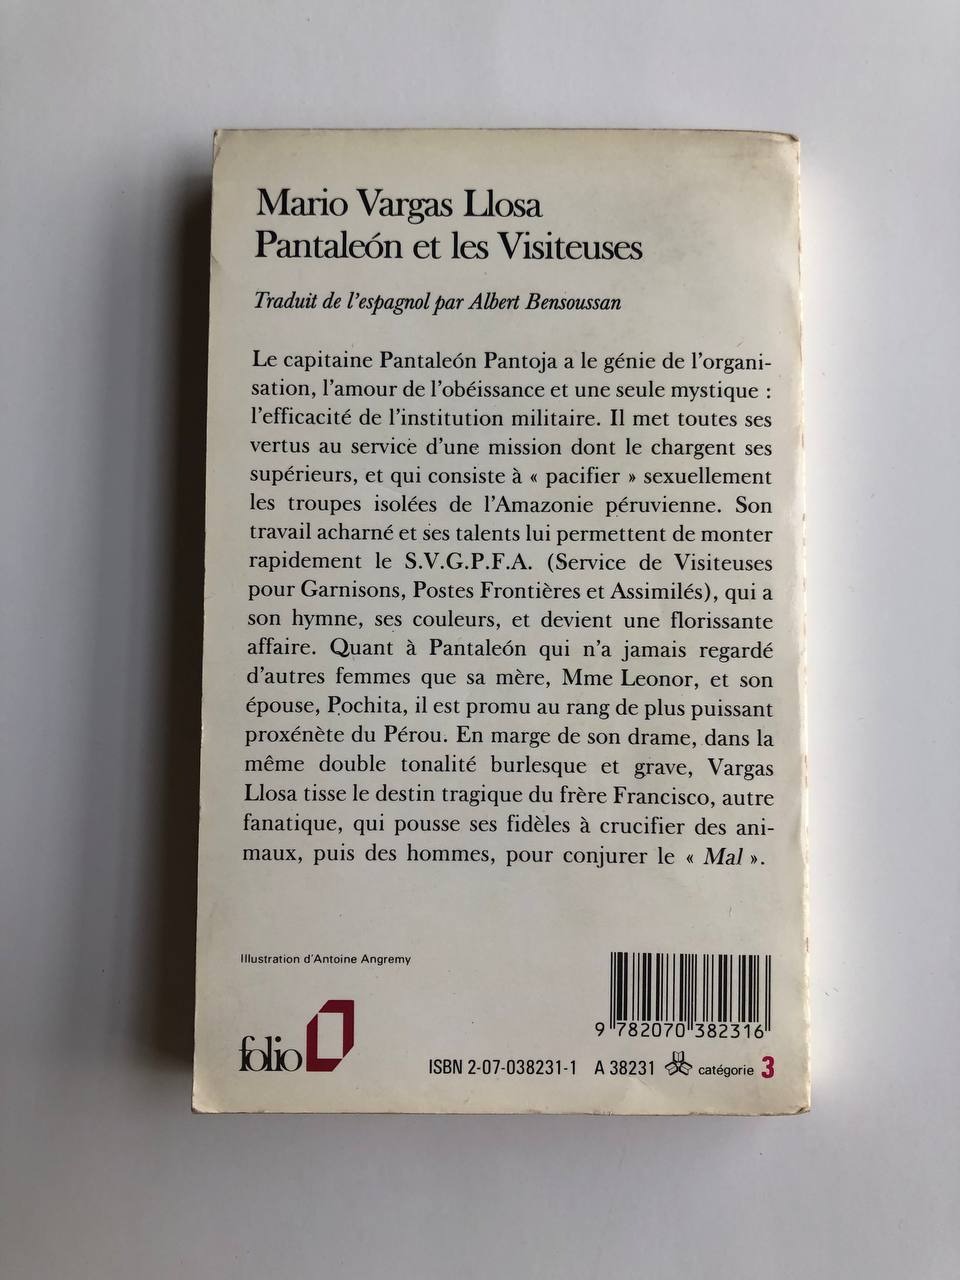 Mario Vargas Llosa
Pantaleón et les Visiteuses
Traduit de l'espagnol par Albert Bensoussan
Le capitaine Pantaleón Pantoja a le génie de l'organi-
sation, l'amour de l'obéissance et une seule mystique :
l'efficacité de l'institution militaire. Il met toutes ses
vertus au service d'une mission dont le chargent ses
supérieurs, et qui consiste à « pacifier » sexuellement
les troupes isolées de l'Amazonie péruvienne. Son
travail acharné et ses talents lui permettent de monter
rapidement le S.V.G.P.F.A. (Service de Visiteuses
pour Garnisons, Postes Frontières et Assimilés), qui a
son hymne, ses couleurs, et devient une florissante
affaire. Quant à Pantaleón qui n'a jamais regardé
d'autres femmes que sa mère, Mme Leonor, et son
épouse, Pochita, il est promu au rang de plus puissant
proxénète du Pérou. En marge de son drame, dans la
même double tonalité burlesque et grave, Vargas
Llosa tisse le destin tragique du frère Francisco, autre
fanatique, qui pousse ses fidèles à crucifier des ani-
maux, puis des hommes, pour conjurer le « Mal ».
Illustration d'Antoine Angremy
folio
9 782070 382316
ISBN 2-07-038231-1 A 38231 catégorie 3